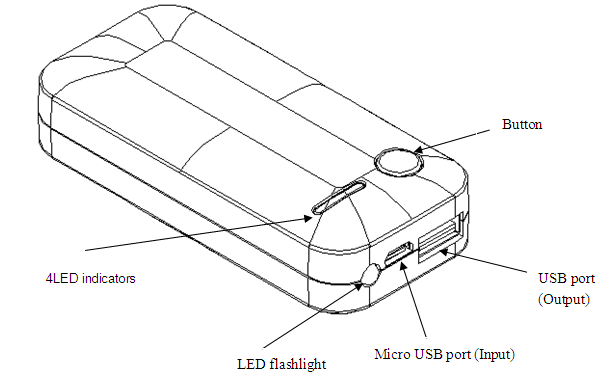 Button
4LED indicators
USB port
(Output)
Micro USB port (Input)
LED flashlight